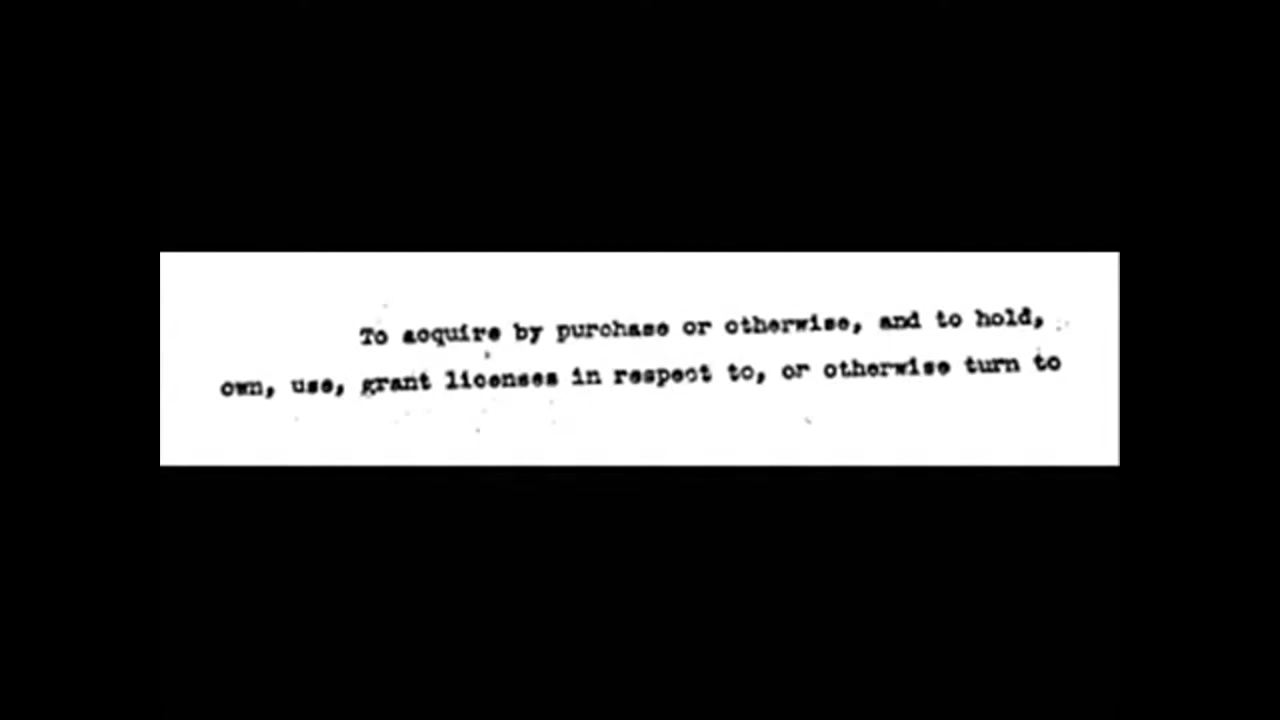 To acquire by purchase or otherwise, and to hold,
own, use, grant licenses in respect to, or otherwise turn to